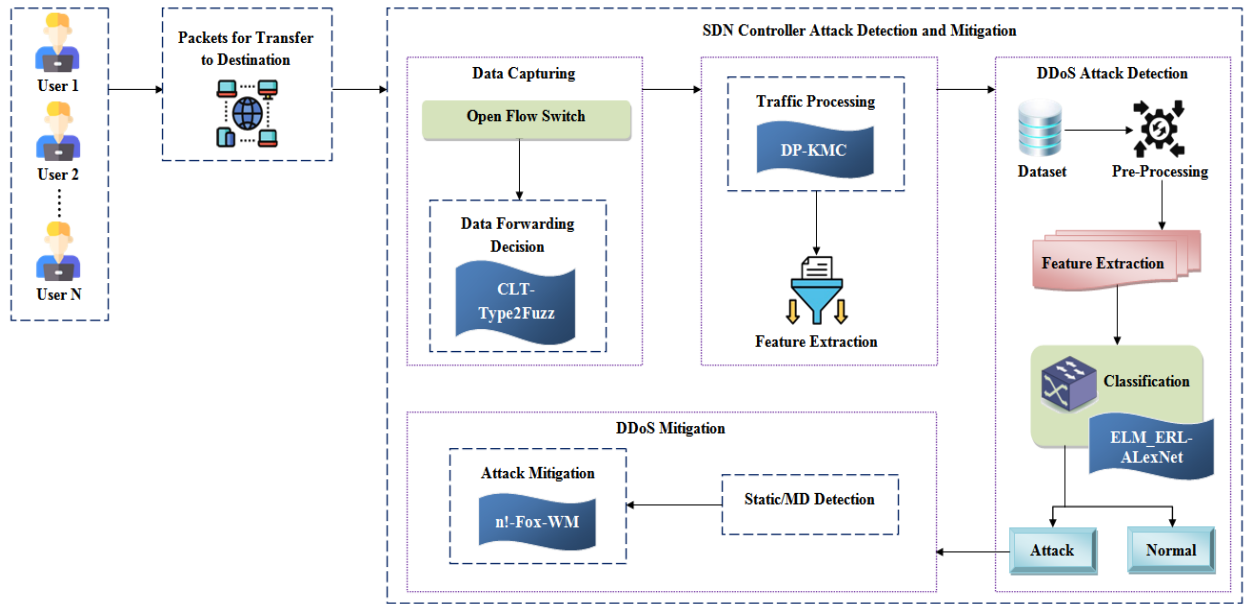 User 1
User 2
User N
Packets for Transfer
to Destination
SDN Controller Attack Detection and Mitigation
Data Capturing
Open Flow Switch
Data Forwarding
Decision
CLT-
Type2Fuzz
Traffic Processing
DP-KMC
Feature Extraction
DDoS Attack Detection
Dataset
Pre-Processing
Feature Extraction
Classification
ELM_ERL-
ALexNet
Attack
Normal
DDoS Mitigation
Attack Mitigation
n!-Fox-WM
Static/MD Detection